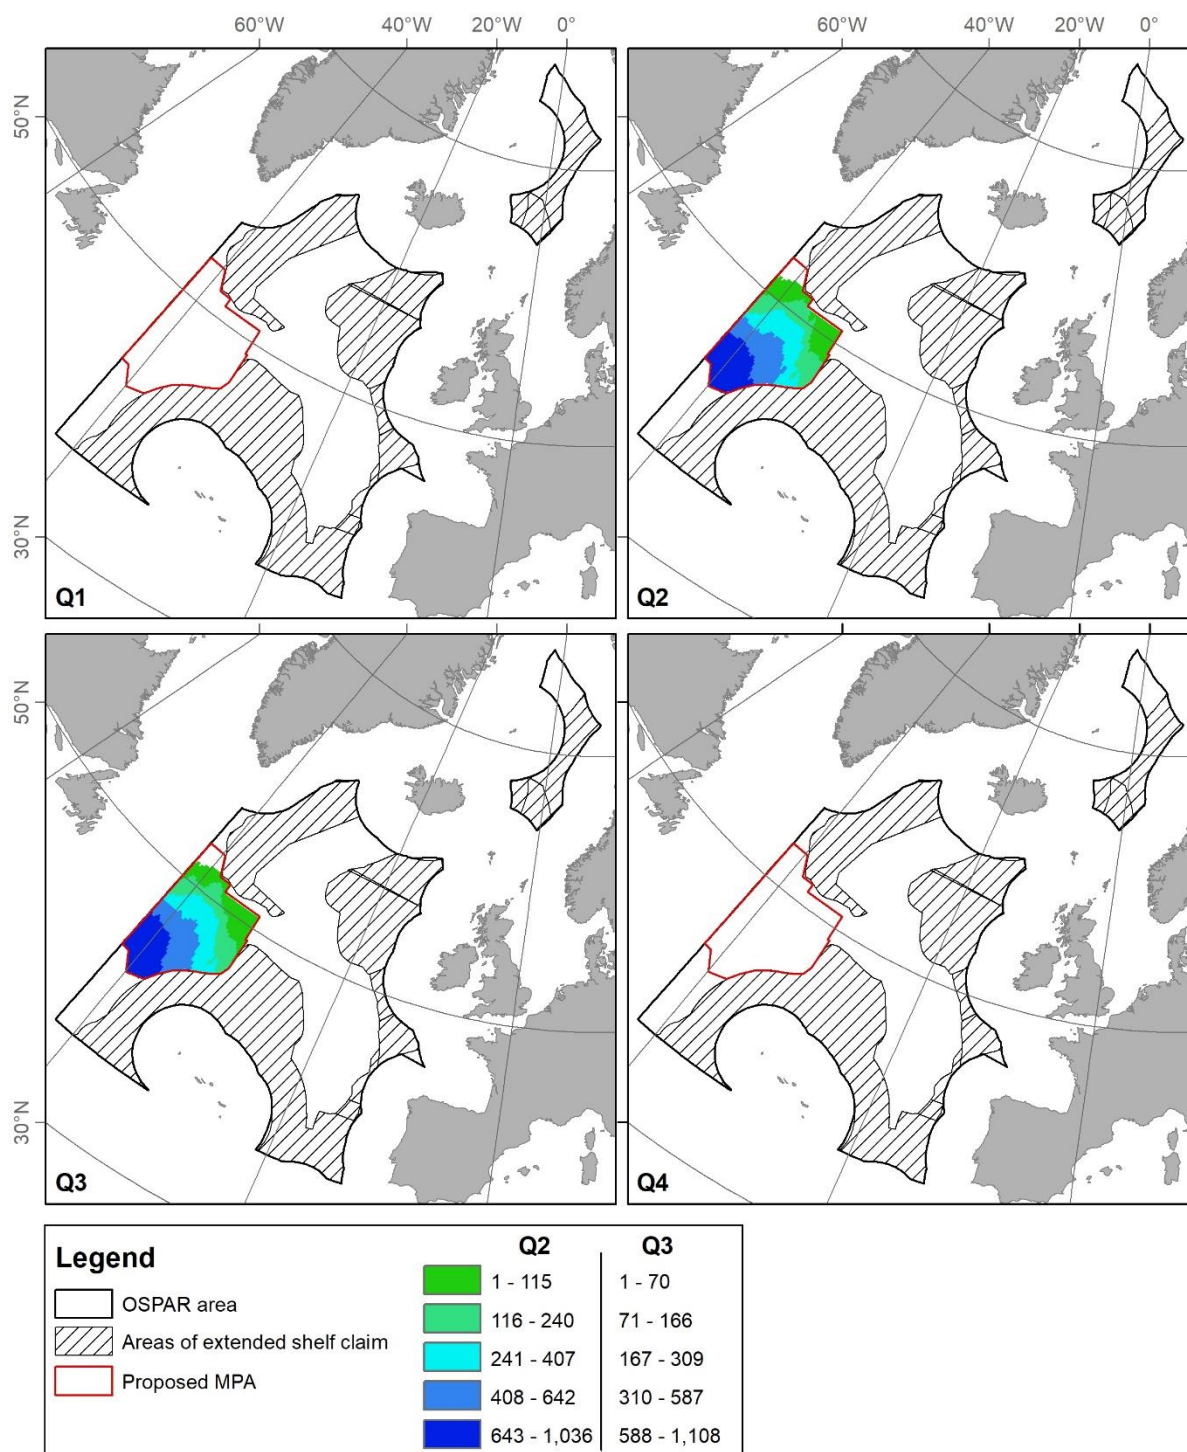 60°W 40°W 20°W 0° 60°W 40°W 20°W 0°
50°N
30°N
Q1 Q2
50°N
30°N
Q3 Q4
Legend
OSPAR area
Areas of extended shelf claim
Proposed MPA
Q2 Q3
1 - 115 1 - 70
116 - 240 71 - 166
241 - 407 167 - 309
408 - 642 310 - 587
643 - 1,036 588 - 1,108